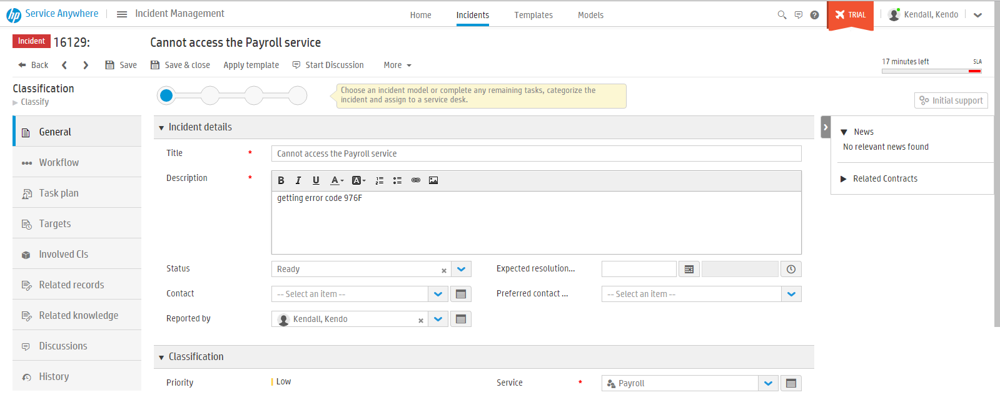 hp Service Anywhere Incident Management Home Incidents Templates Models TRIAL Kendall, Kendo
Incident 16129: Cannot access the Payroll service
Back Save Save & close Apply template Start Discussion More
17 minutes left SLA
Classification
Classify
Choose an incident model or complete any remaining tasks, categorize the
incident and assign to a service desk.
Initial support
General
Workflow
Task plan
Targets
Involved CIs
Related records
Related knowledge
Discussions
History
Incident details
Title * Cannot access the Payroll service
Description *
B I U A A
getting error code 976F
Status Ready Expected resolution...
Contact -- Select an item -- Preferred contact ... -- Select an item --
Reported by Kendall, Kendo
Classification
Priority Low Service * Payroll
News
No relevant news found
Related Contracts